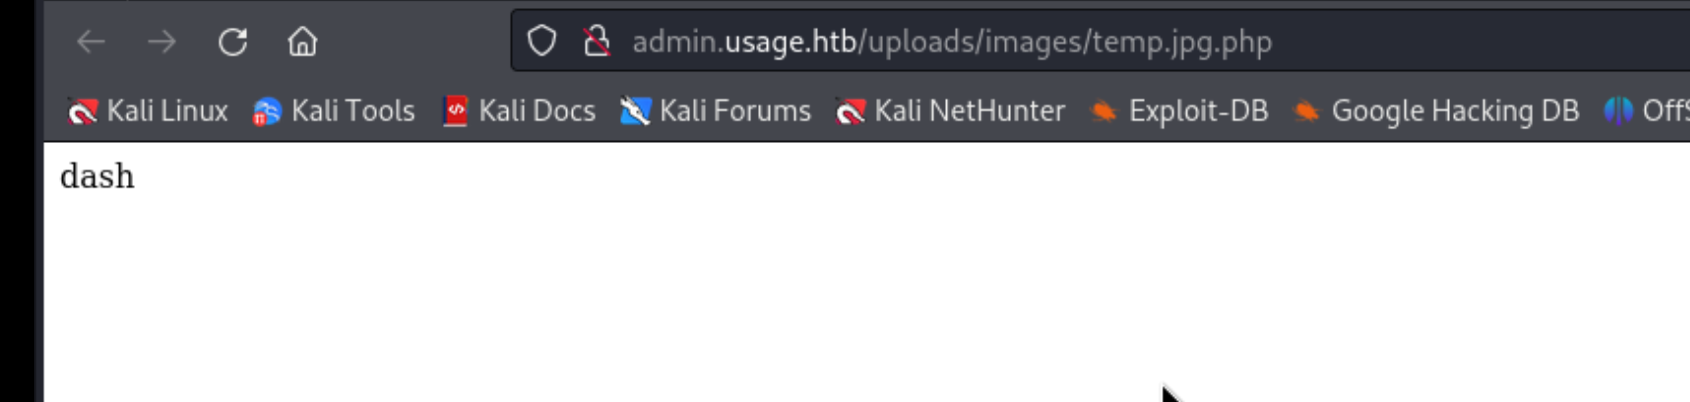 admin.usage.htb/uploads/images/temp.jpg.php
Kali Linux Kali Tools Kali Docs Kali Forums Kali NetHunter Exploit-DB Google Hacking DB OffS
dash